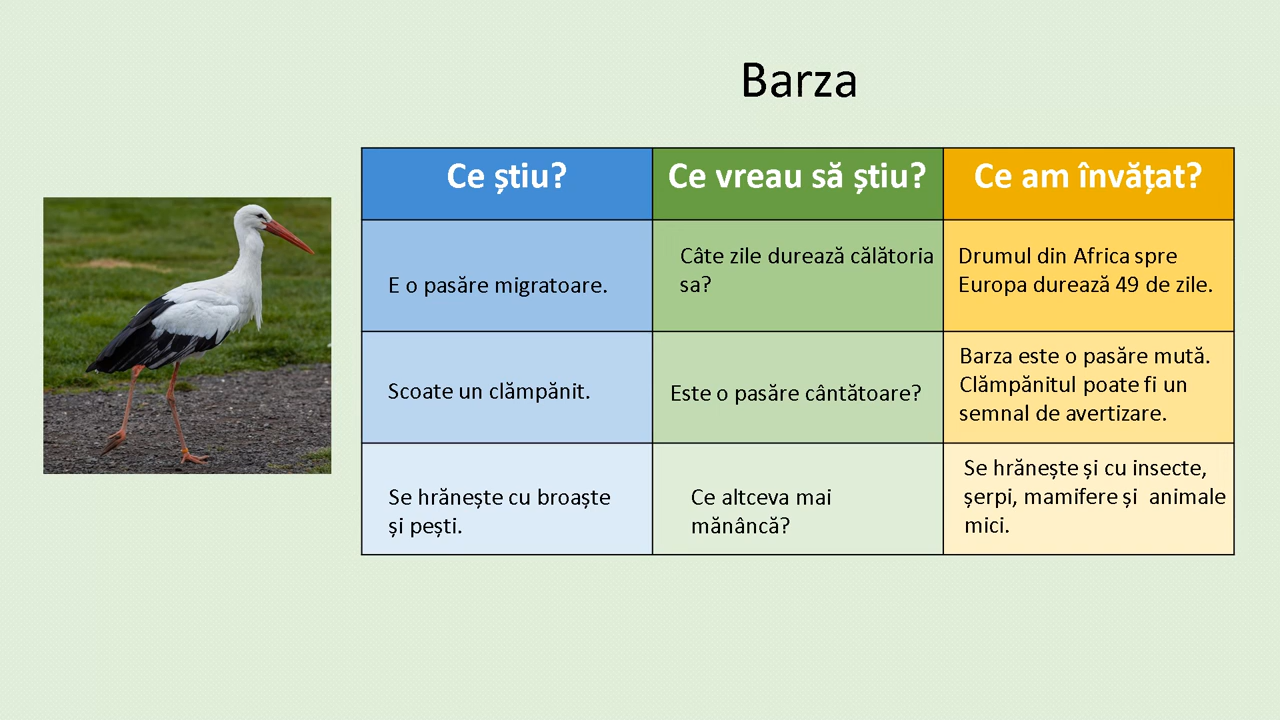 Barza
Ce știu?
Ce vreau să știu?
Ce am învățat?
E o pasăre migratoare.
Câte zile durează călătoria
sa?
Drumul din Africa spre
Europa durează 49 de zile.
Scoate un clămpănit.
Este o pasăre cântătoare?
Barza este o pasăre mută.
Clămpănitul poate fi un
semnal de avertizare.
Se hrănește cu broaște
și pești.
Ce altceva mai
mănâncă?
Se hrănește și cu insecte,
șerpi, mamifere și  animale
mici.